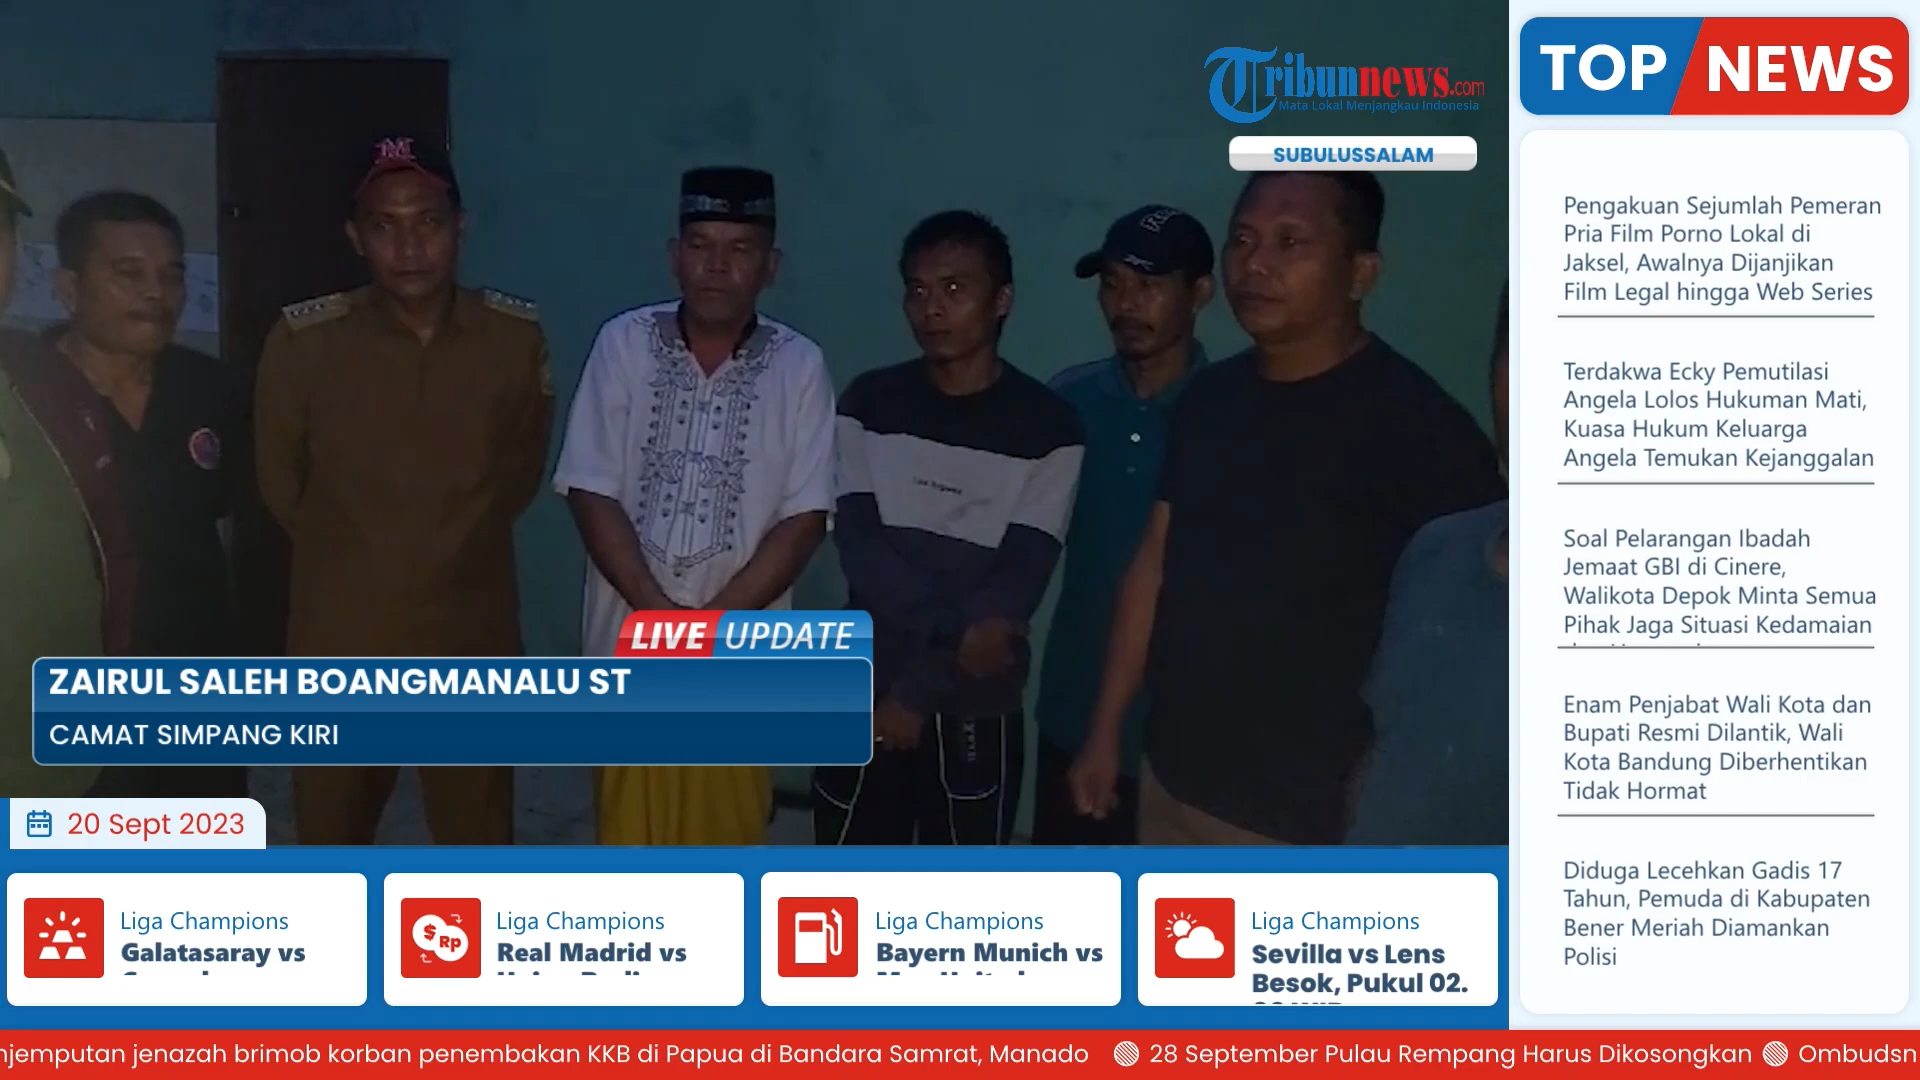 Tribunnews.com
Mata Lokal Menjangkau Indonesia
SUBULUSSALAM
M
LIVE UPDATE
ZAIRUL SALEH BOANGMANALU ST
CAMAT SIMPANG KIRI
20 Sept 2023
TOP NEWS
Pengakuan Sejumlah Pemeran
Pria Film Porno Lokal di
Jaksel, Awalnya Dijanjikan
Film Legal hingga Web Series
Terdakwa Ecky Pemutilasi
Angela Lolos Hukuman Mati,
Kuasa Hukum Keluarga
Angela Temukan Kejanggalan
Soal Pelarangan Ibadah
Jemaat GBI di Cinere,
Walikota Depok Minta Semua
Pihak Jaga Situasi Kedamaian
Enam Penjabat Wali Kota dan
Bupati Resmi Dilantik, Wali
Kota Bandung Diberhentikan
Tidak Hormat
Diduga Lecehkan Gadis 17
Tahun, Pemuda di Kabupaten
Bener Meriah Diamankan
Polisi
Liga Champions
Galatasaray vs
$ Rp
Liga Champions
Real Madrid vs
Liga Champions
Bayern Munich vs
Liga Champions
Sevilla vs Lens
Besok, Pukul 02.
njemputan jenazah brimob korban penembakan KKB di Papua di Bandara Samrat, Manado 28 September Pulau Rempang Harus Dikosongkan Ombudsn